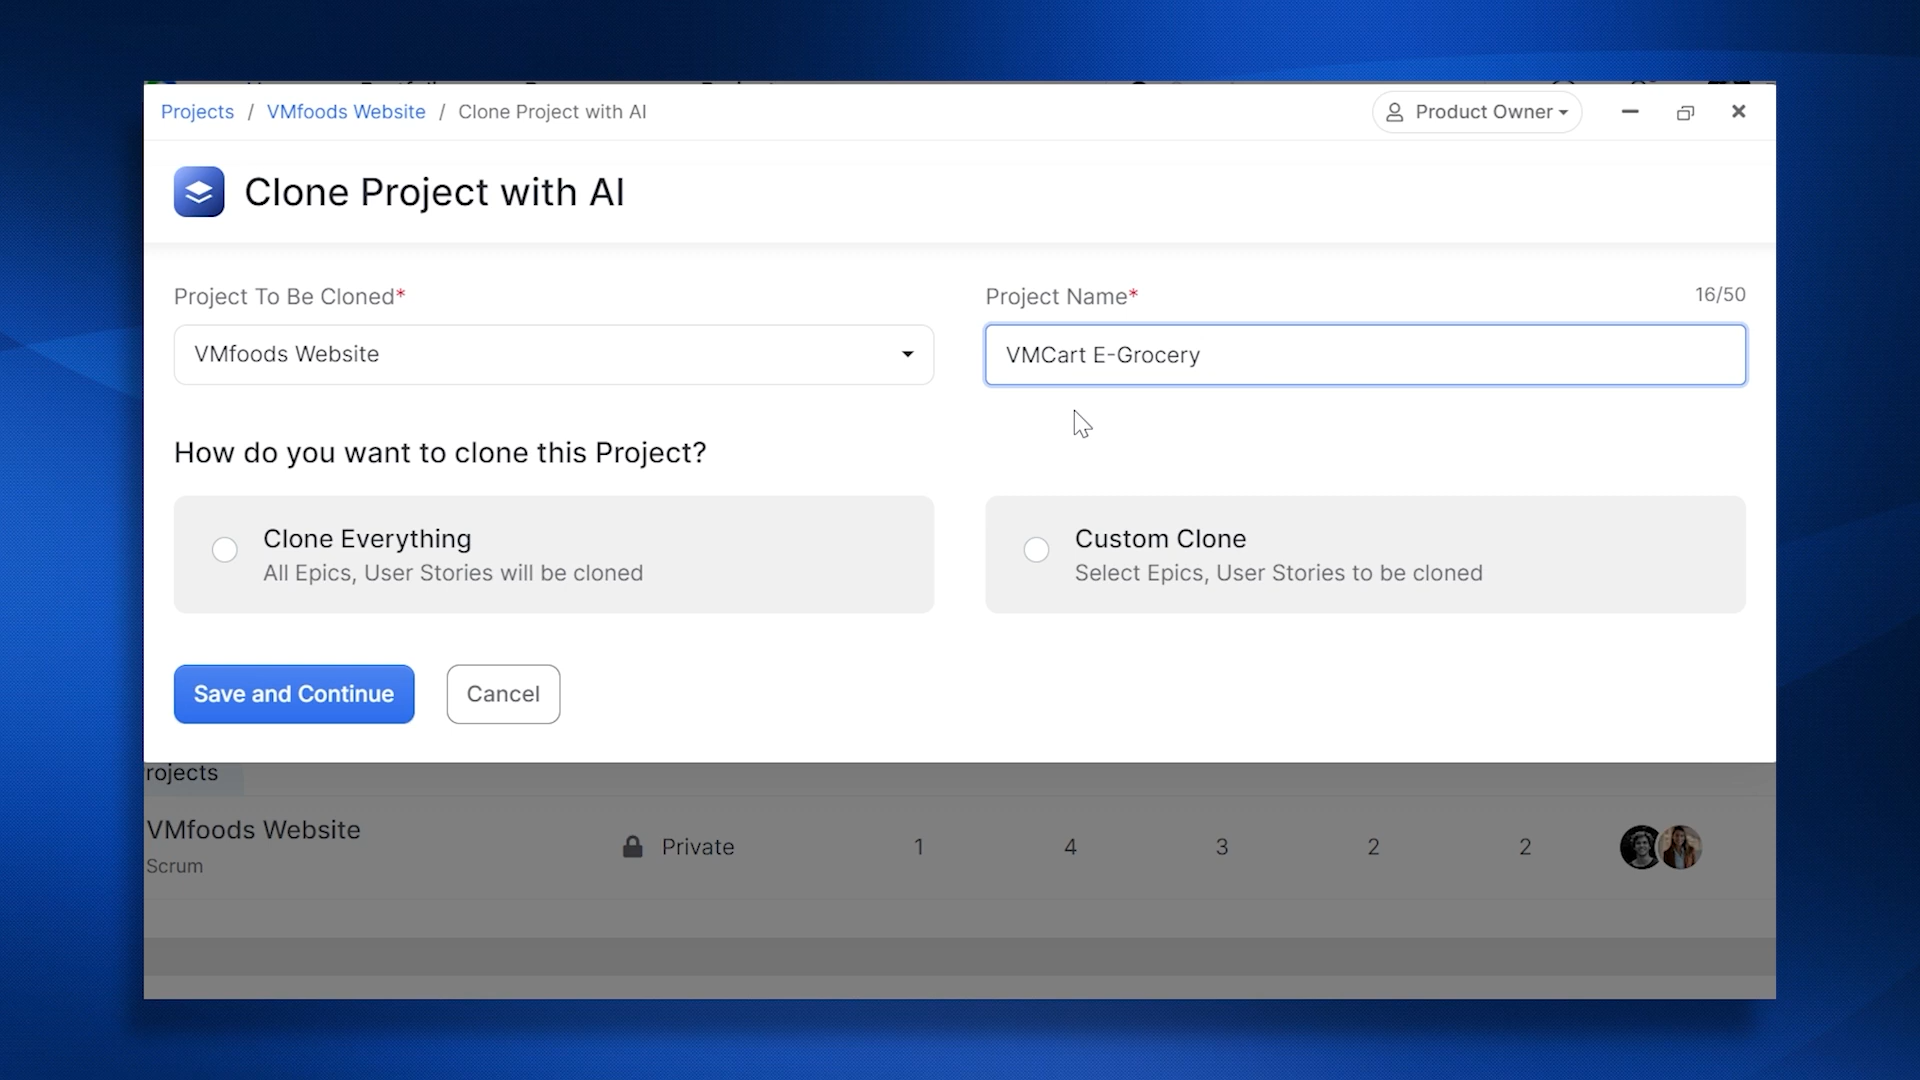 Projects / VMfoods Website / Clone Project with AI
Product Owner
Clone Project with AI
Project To Be Cloned*
Project Name*
16/50
VMfoods Website
VMCart E-Grocery
How do you want to clone this Project?
Clone Everything
All Epics, User Stories will be cloned
Custom Clone
Select Epics, User Stories to be cloned
Save and Continue
Cancel
rojects
VMfoods Website
Scrum
Private
1
4
3
2
2